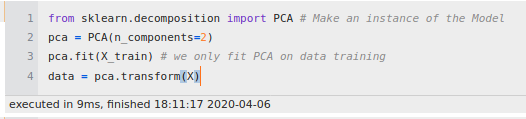 1 from sklearn.decomposition import PCA # Make an instance of the Model
2 pca = PCA(n_components=2)
3 pca.fit(X_train) # we only fit PCA on data training
4 data = pca.transform(X)
executed in 9ms, finished 18:11:17 2020-04-06